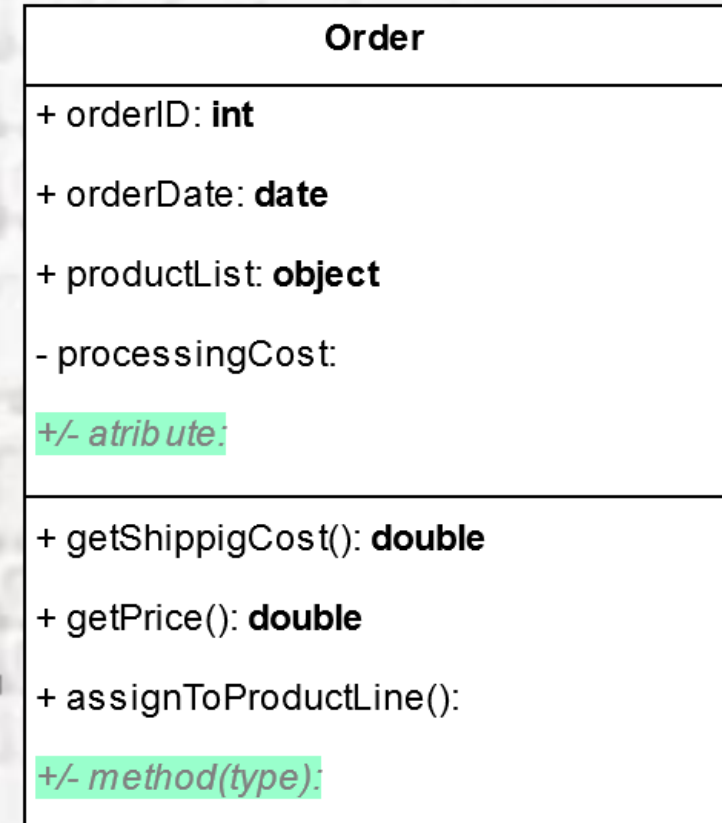 Order
+ orderID: int
+ orderDate: date
+ productList: object
- processingCost:
+/- atribute:
+ getShippigCost(): double
+ getPrice(): double
+ assignToProductLine():
+/- method(type):